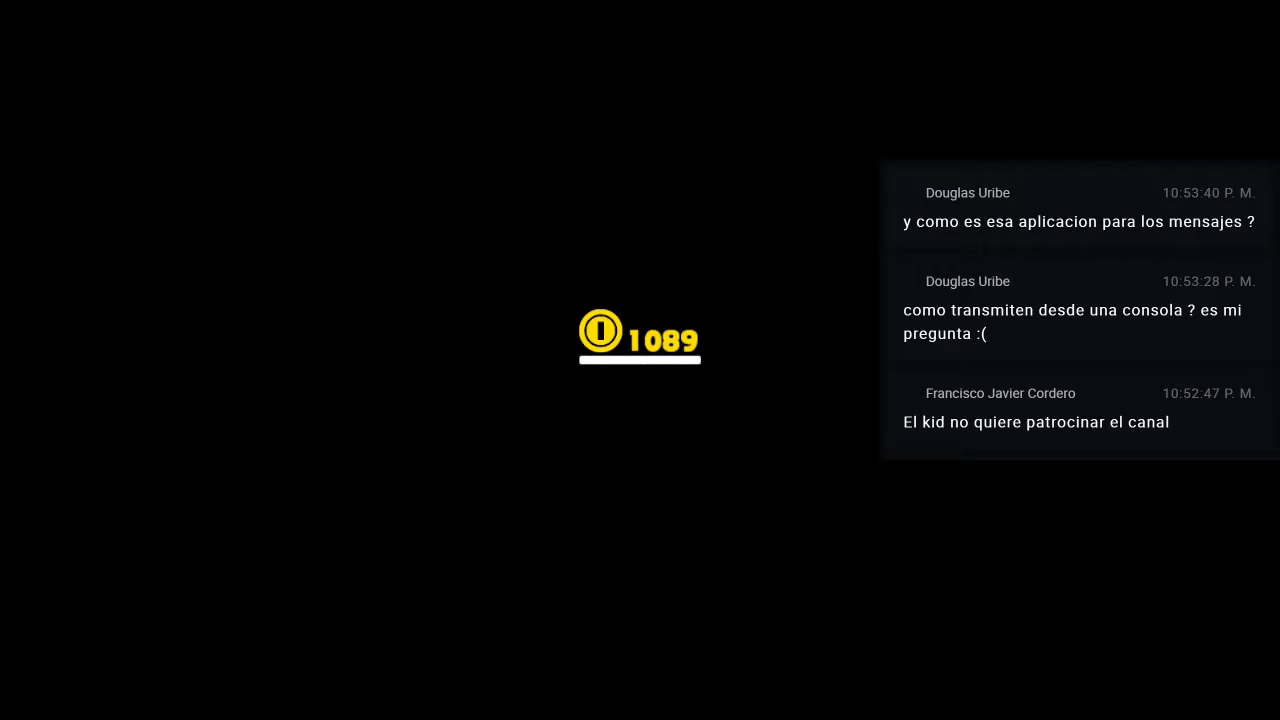 Douglas Uribe 10:53:40 P. M.
y como es esa aplicacion para los mensajes ?
Douglas Uribe 10:53:28 P. M.
como transmiten desde una consola ? es mi
pregunta :(
1089
Francisco Javier Cordero 10:52:47 P. M.
El kid no quiere patrocinar el canal